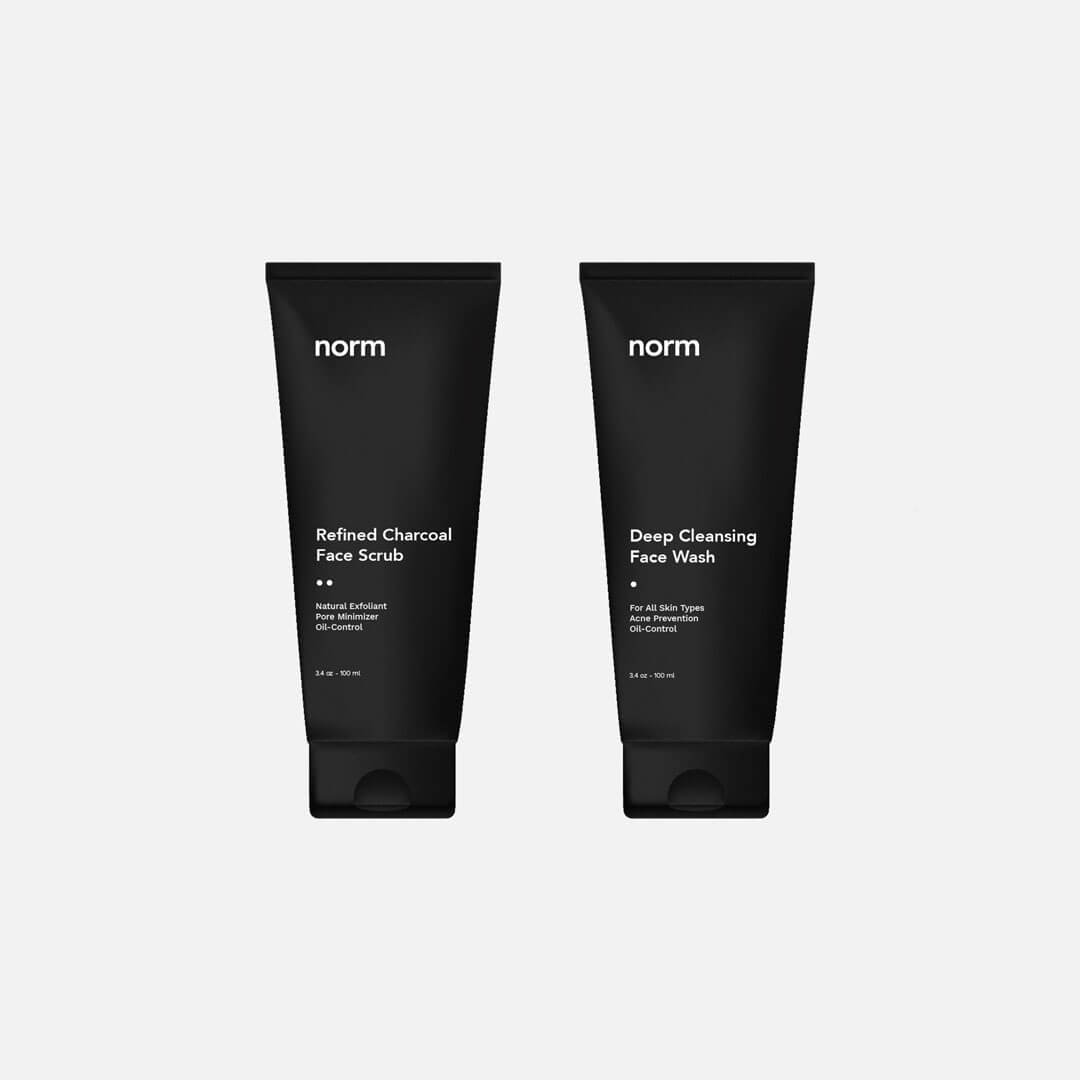 norm
Refined Charcoal
Face Scrub
Natural Exfoliant
Pore Minimizer
Oil-Control
3.4 oz - 100 ml
norm
Deep Cleansing
Face Wash
For All Skin Types
Acne Prevention
Oil-Control
3.4 oz - 100 ml